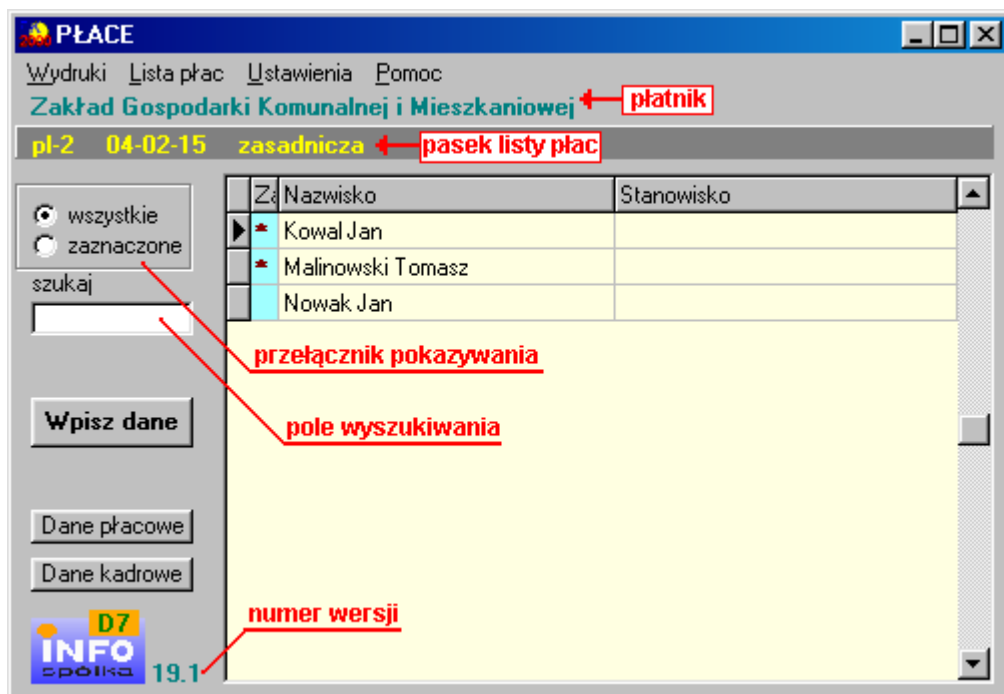 2000 PŁACE
Wydruki Lista płac Ustawienia Pomoc
Zakład Gospodarki Komunalnej i Mieszkaniowej płatnik
pl-2 04-02-15 zasadnicza pasek listy płac
Za Nazwisko Stanowisko
wszystkie
zaznaczone
* Kowal Jan
* Malinowski Tomasz
Nowak Jan
szukaj
przełącznik pokazywania
Wpisz dane
pole wyszukiwania
Dane płacowe
Dane kadrowe
numer wersji
D7
INFO
spółka 19.1